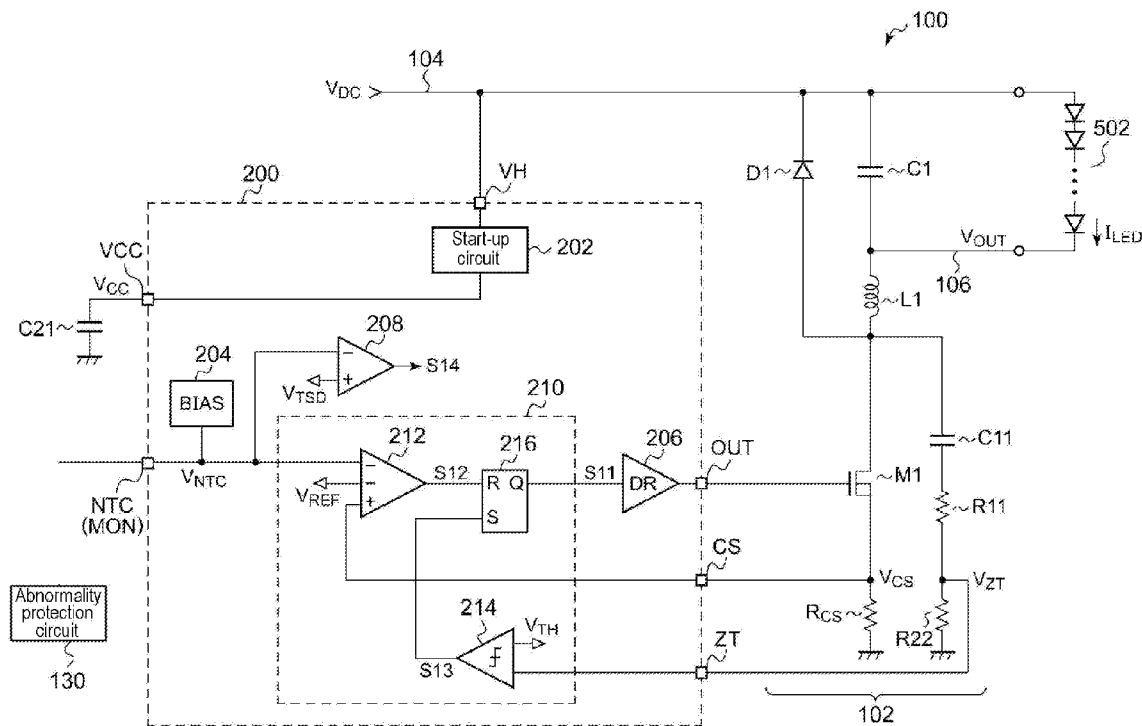 100
104
VDC
502
200
VH
D1
C1
Start-up
circuit
202
VCC
VCC
VOUT
ILED
106
C21
L1
204
208
S14
BIAS
VTSD
210
212
216
206
OUT
C11
VNTC
S12
R Q
S11
DR
M1
VREF
NTC
(MON)
S
R11
CS
VCS
VZT
Abnormality
protection
circuit
214
VTH
RCS
R22
S13
ZT
130
102